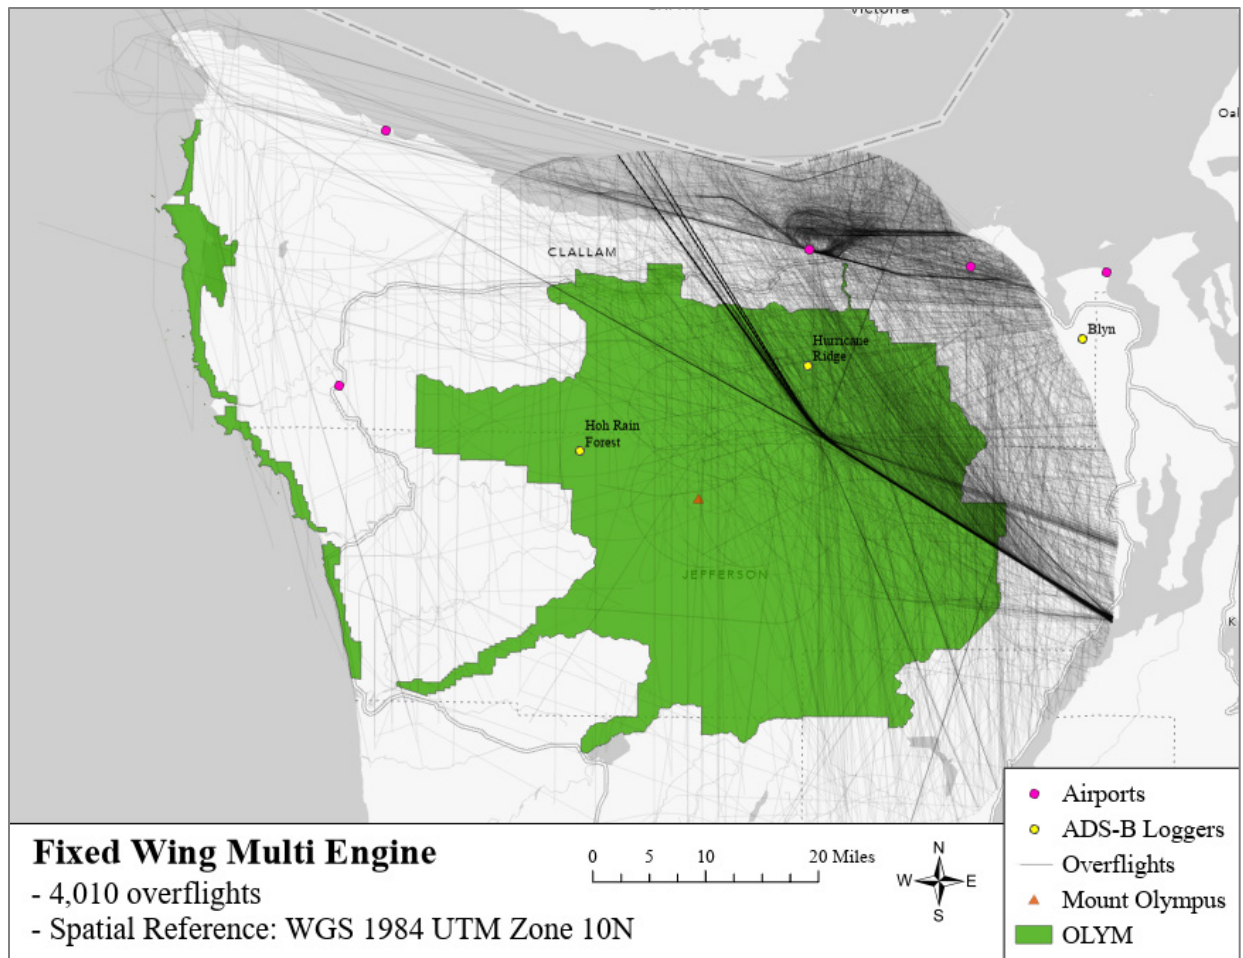 Victoria
Oal
CLALLAM
Blyn
Hurricane
Ridge
Hoh Rain
Forest
JEFFERSON
K
Fixed Wing Multi Engine
- 4,010 overflights
- Spatial Reference: WGS 1984 UTM Zone 10N
0 5 10 20 Miles
N
W E
S
Airports
ADS-B Loggers
Overflights
Mount Olympus
OLYM